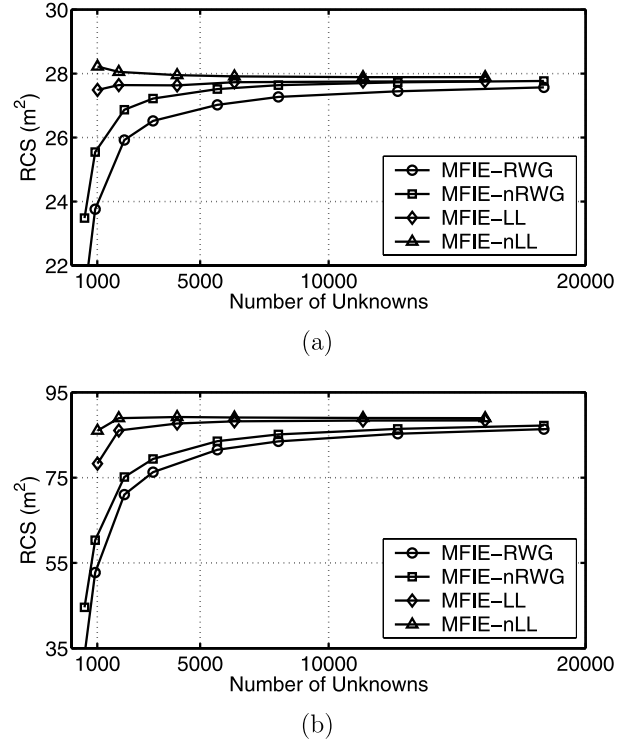 30
28
26
24
22
RCS (m²)
MFIE−RWG
MFIE−nRWG
MFIE−LL
MFIE−nLL
1000 5000 10000 20000
Number of Unknowns
(a)
95
75
55
35
RCS (m²)
MFIE−RWG
MFIE−nRWG
MFIE−LL
MFIE−nLL
1000 5000 10000 20000
Number of Unknowns
(b)